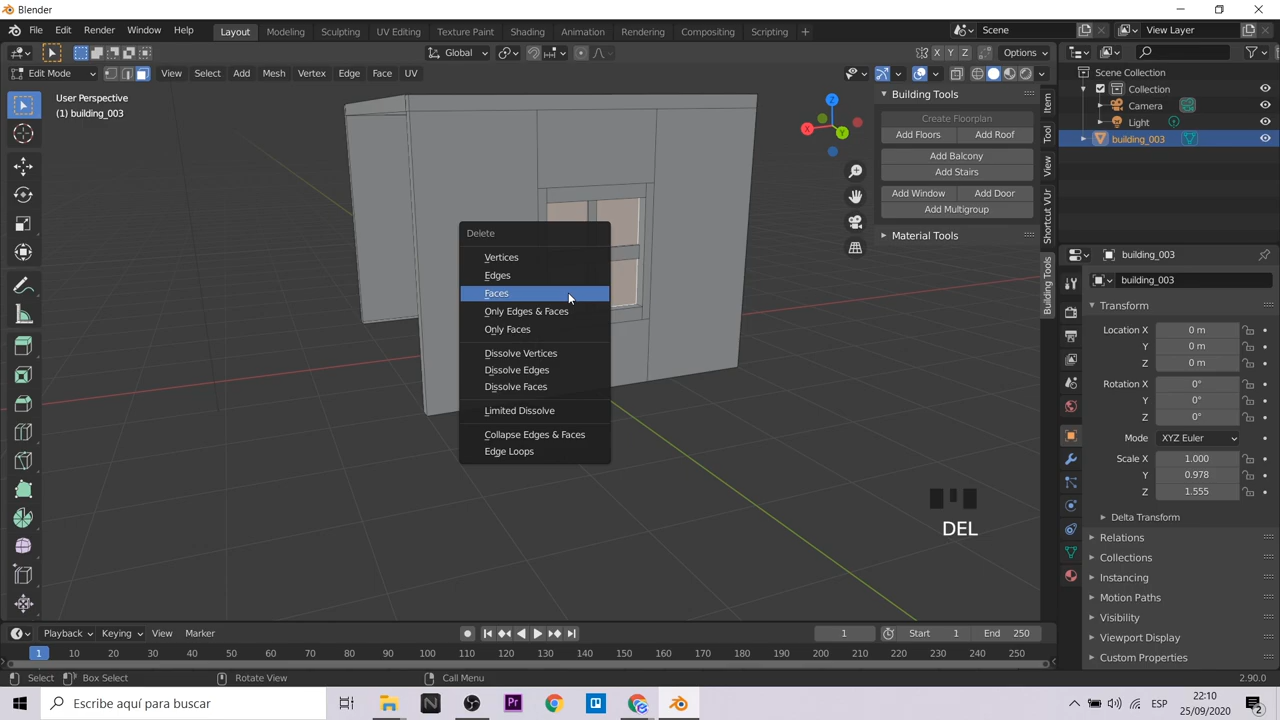 Blender
File Edit Render Window Help Layout Modeling Sculpting UV Editing Texture Paint Shading Animation Rendering Compositing Scripting + Scene View Layer
Global X Y Z Options
Edit Mode View Select Add Mesh Vertex Edge Face UV
User Perspective
(1) building_003
Z
X
Y
Building Tools
Create Floorplan
Add Floors Add Roof
Add Balcony
Add Stairs
Add Window Add Door
Add Multigroup
Material Tools
Item
Tool
View
Shortcut VUr
Building Tools
Scene Collection
Collection
Camera
Light
building_003
Delete
Vertices
Edges
Faces
Only Edges & Faces
Only Faces
Dissolve Vertices
Dissolve Edges
Dissolve Faces
Limited Dissolve
Collapse Edges & Faces
Edge Loops
DEL
building_003
building_003
Transform
Location X 0 m
Y 0 m
Z 0 m
Rotation X 0°
Y 0°
Z 0°
Mode XYZ Euler
Scale X 1.000
Y 0.978
Z 1.555
Delta Transform
Relations
Collections
Instancing
Motion Paths
Visibility
Viewport Display
Custom Properties
Playback Keying View Marker 1 Start 1 End 250
1 10 20 30 40 50 60 70 80 90 100 110 120 130 140 150 160 170 180 190 200 210 220 230 240 250
Select Box Select Rotate View Call Menu 2.90.0
Escribe aquí para buscar
ESP
22:10
25/09/2020
2